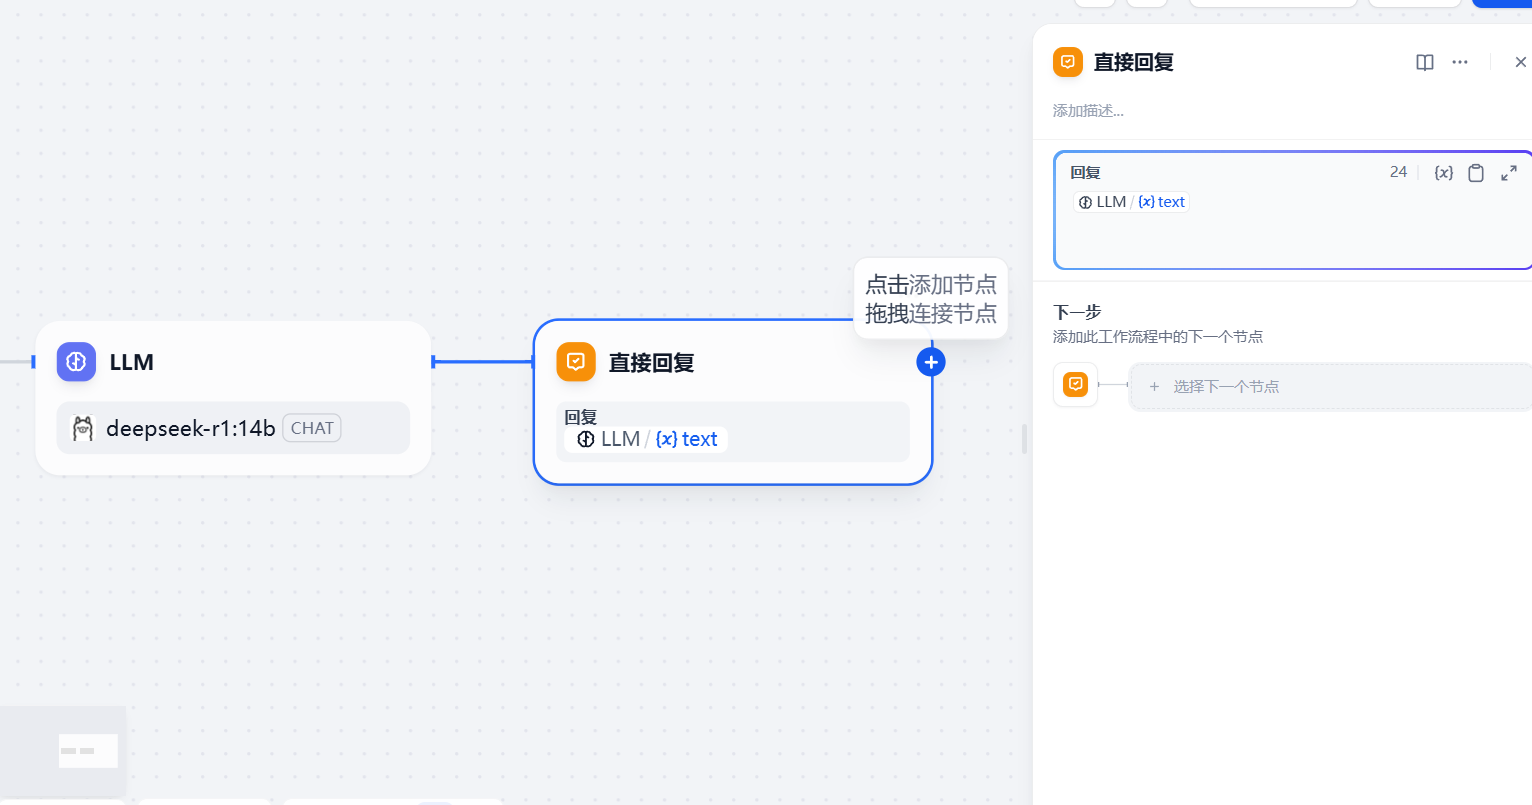 直接回复
添加描述...
回复 24 {x}
LLM / {x} text
下一步
添加此工作流程中的下一个节点
+ 选择下一个节点
点击添加节点
拖拽连接节点
LLM
deepseek-r1:14b CHAT
直接回复
回复
LLM / {x} text